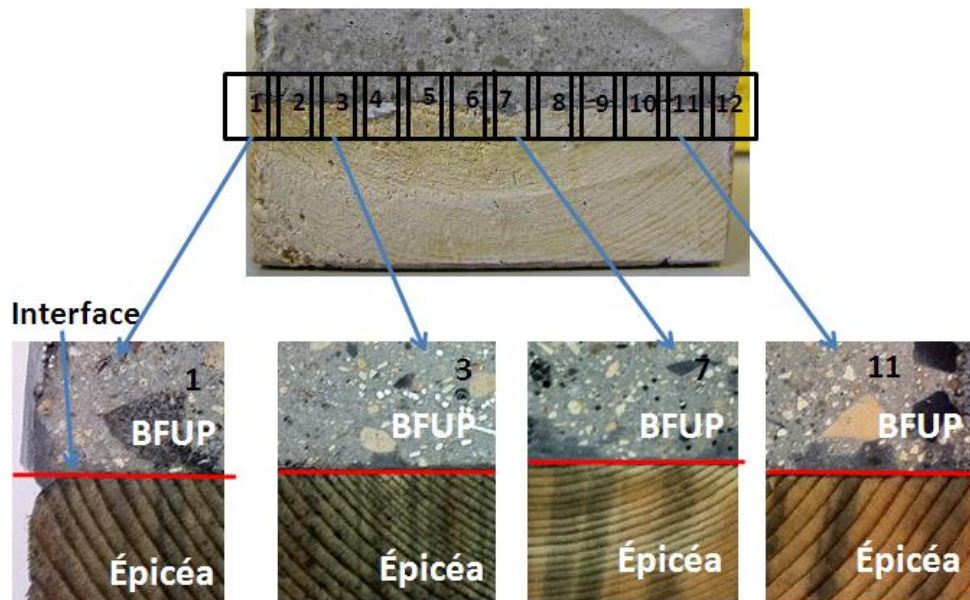 1 2 3 4 5 6 7 8 9 10 11 12
Interface
1
BFUP
Épicéa
3
BFUP
Épicéa
7
BFUP
Épicéa
11
BFUP
Épicéa